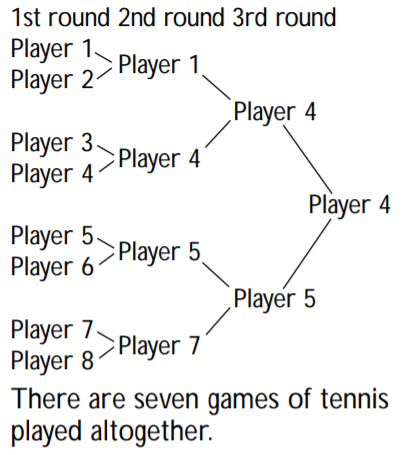 1st round 2nd round 3rd round
Player 1
Player 2
Player 1
Player 4
Player 3
Player 4
Player 4
Player 4
Player 5
Player 6
Player 5
Player 5
Player 7
Player 8
Player 7
There are seven games of tennis
played altogether.